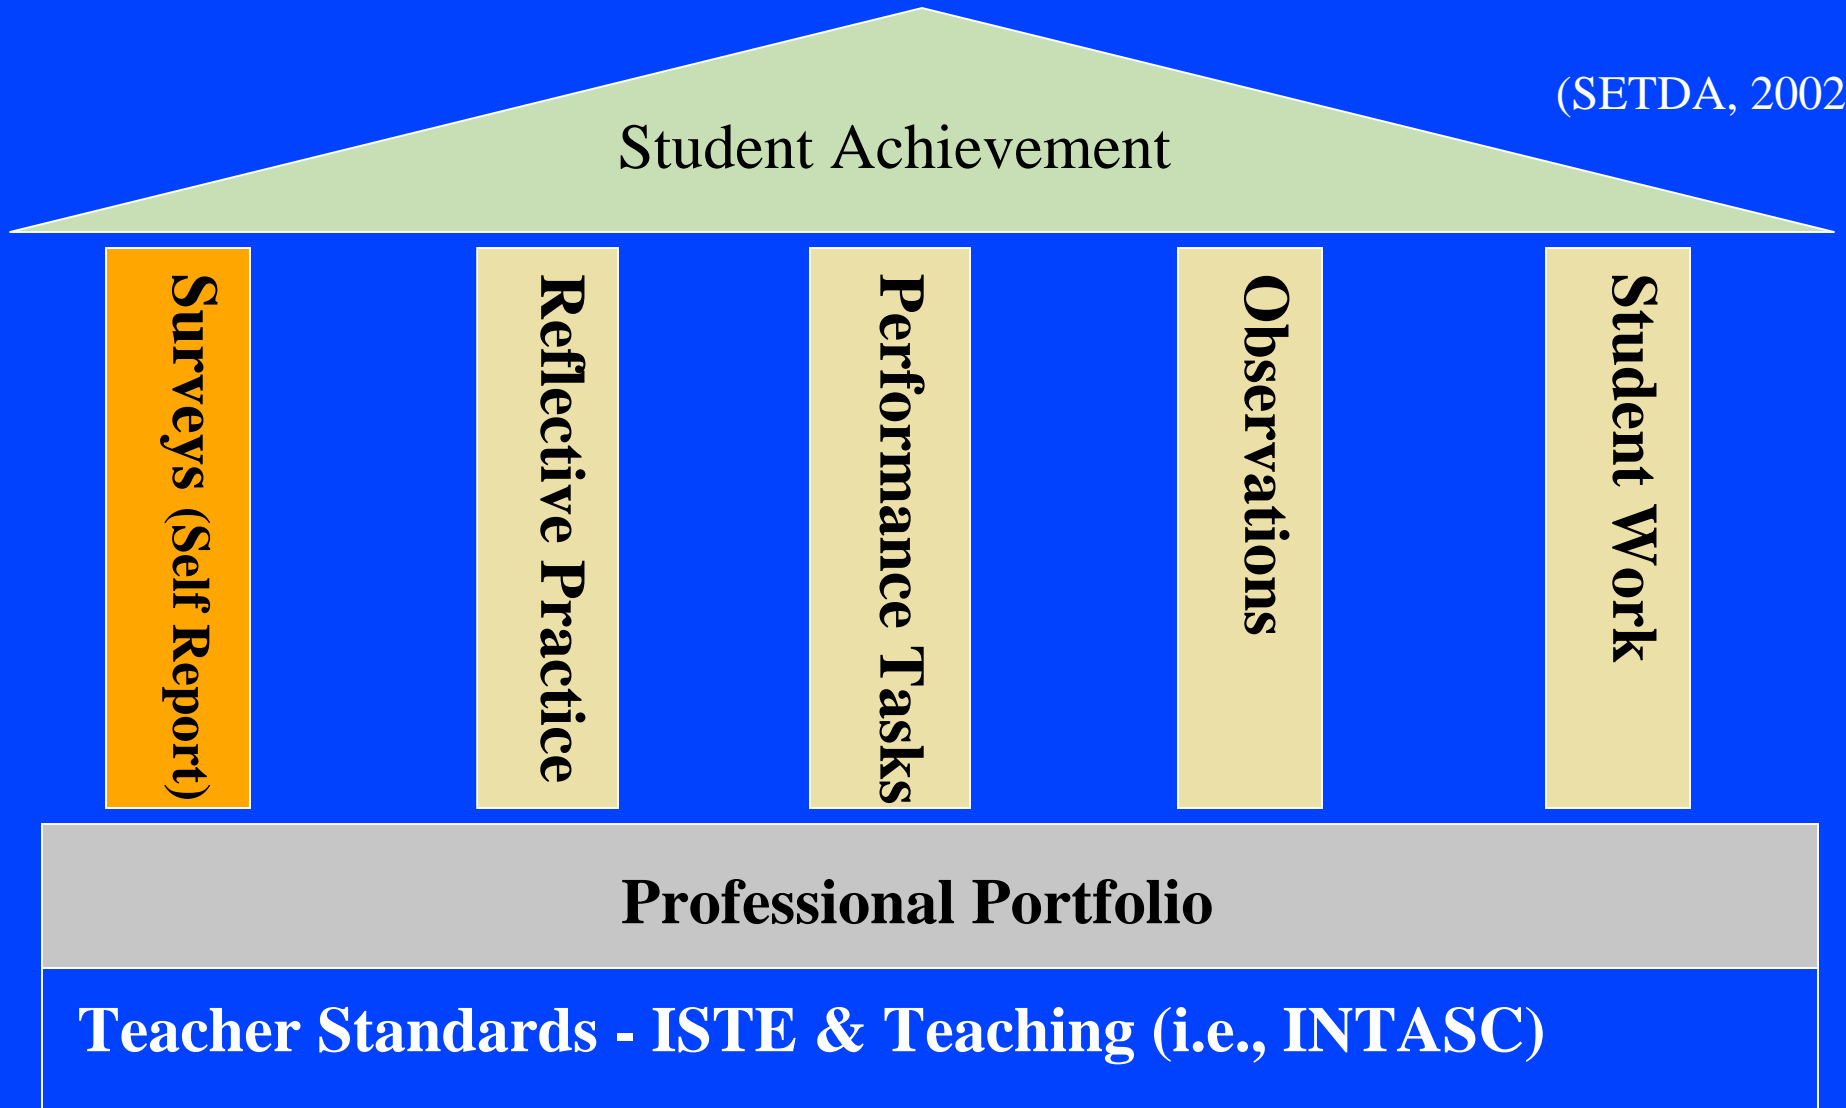 (SETDA, 2002
Student Achievement
Surveys (Self Report)
Reflective Practice
Performance Tasks
Observations
Student Work
Professional Portfolio
Teacher Standards - ISTE & Teaching (i.e., INTASC)